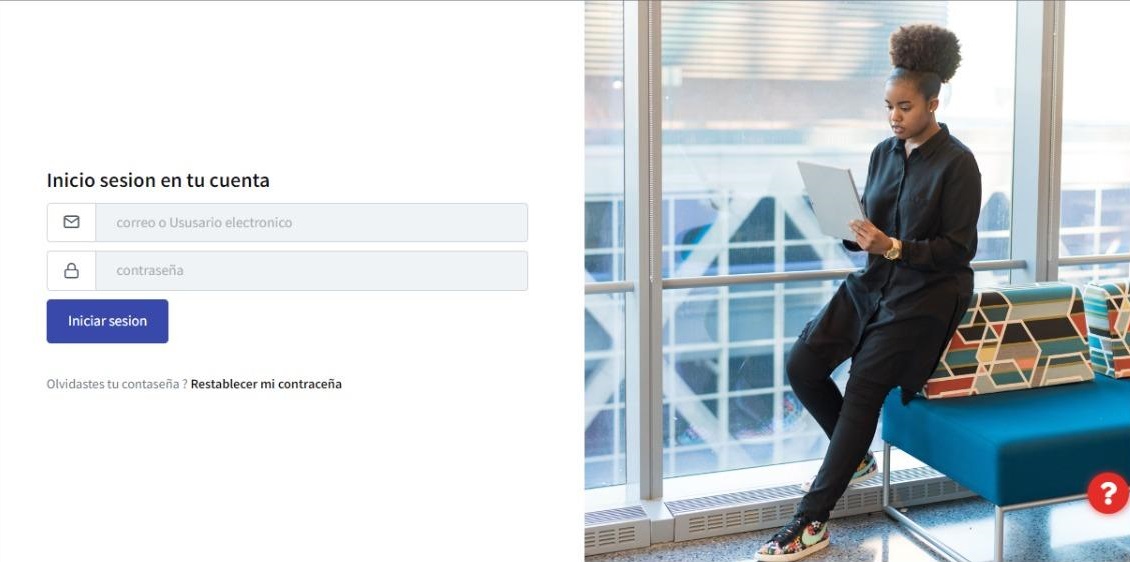 Inicio sesion en tu cuenta
correo o Ususario electronico
contraseña
Iniciar sesion
Olvidastes tu contaseña ? Restablecer mi contraceña
?